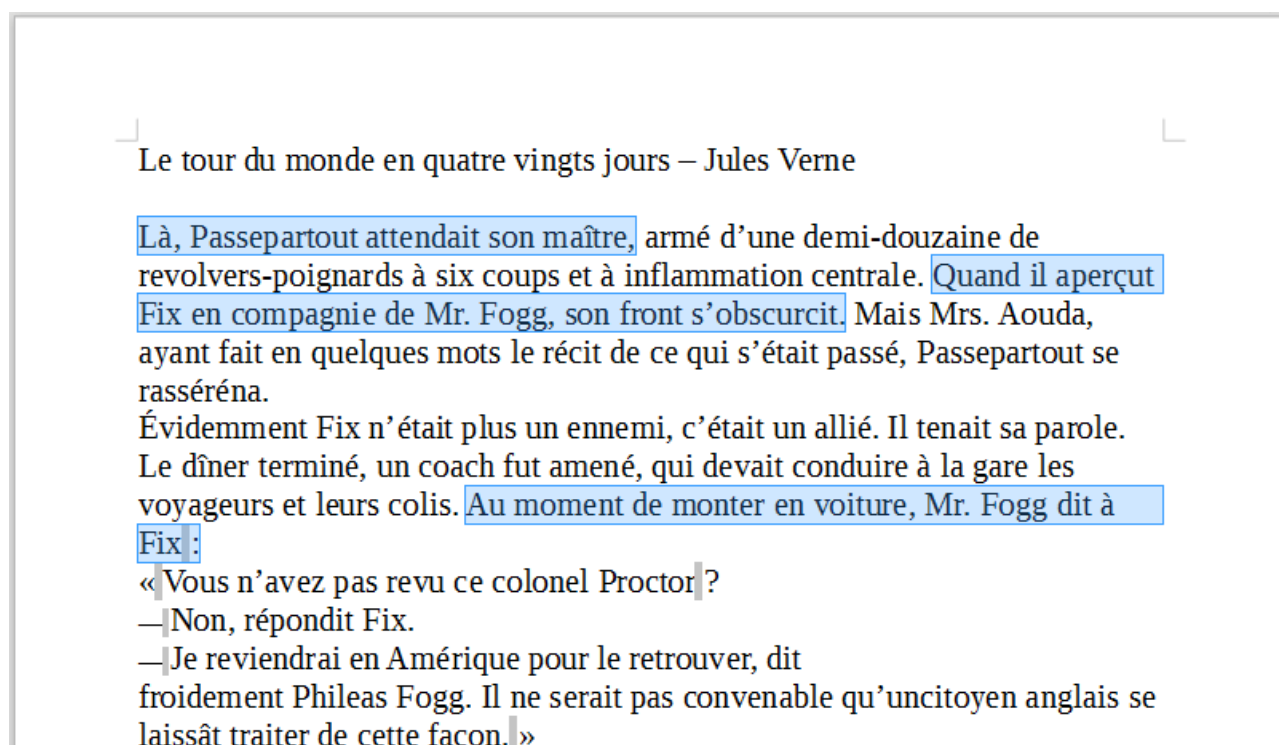 Le tour du monde en quatre vingts jours – Jules Verne
Là, Passepartout attendait son maître, armé d’une demi-douzaine de
revolvers-poignards à six coups et à inflammation centrale. Quand il aperçut
Fix en compagnie de Mr. Fogg, son front s’obscurcit. Mais Mrs. Aouda,
ayant fait en quelques mots le récit de ce qui s’était passé, Passepartout se
rasséréna.
Évidemment Fix n’était plus un ennemi, c’était un allié. Il tenait sa parole.
Le dîner terminé, un coach fut amené, qui devait conduire à la gare les
voyageurs et leurs colis. Au moment de monter en voiture, Mr. Fogg dit à
Fix :
« Vous n’avez pas revu ce colonel Proctor ?
— Non, répondit Fix.
— Je reviendrai en Amérique pour le retrouver, dit
froidement Phileas Fogg. Il ne serait pas convenable qu’uncitoyen anglais se
laissât traiter de cette façon. »